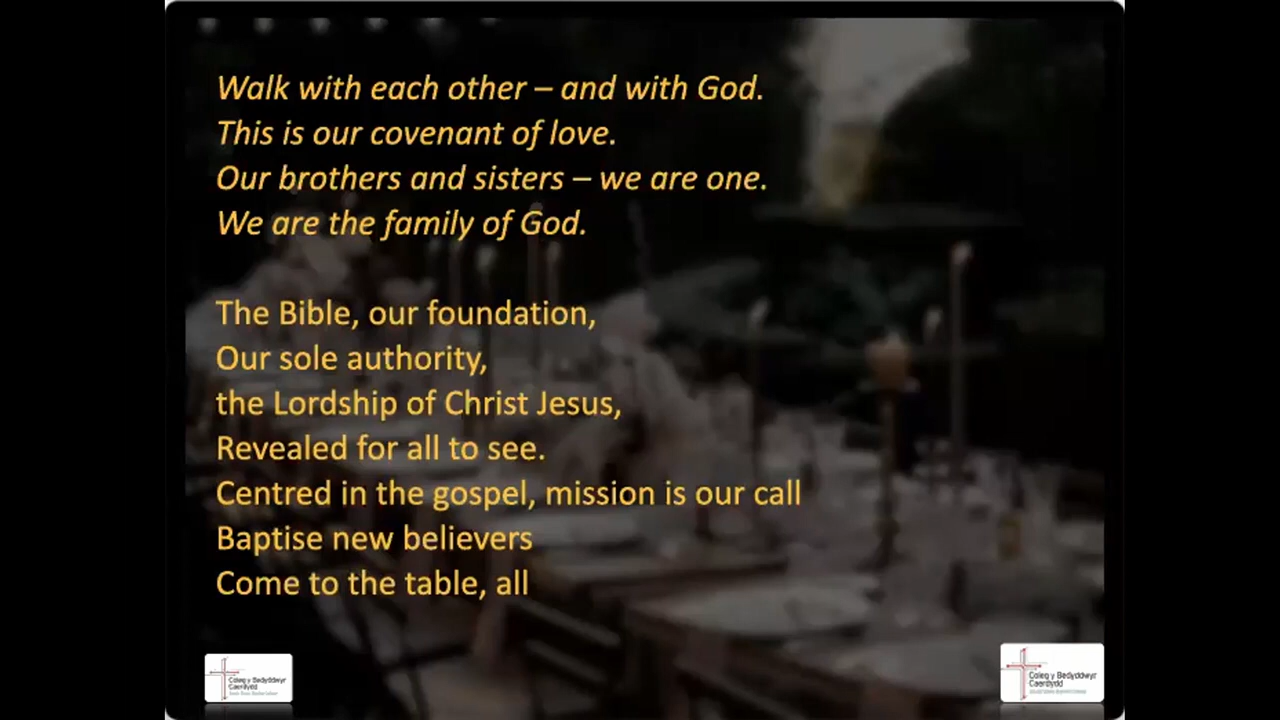 Walk with each other – and with God.
This is our covenant of love.
Our brothers and sisters – we are one.
We are the family of God.
The Bible, our foundation,
Our sole authority,
the Lordship of Christ Jesus,
Revealed for all to see.
Centred in the gospel, mission is our call
Baptise new believers
Come to the table, all
Coleg y Bedyddwyr
Caerdydd
Coleg y Bedyddwyr
Caerdydd